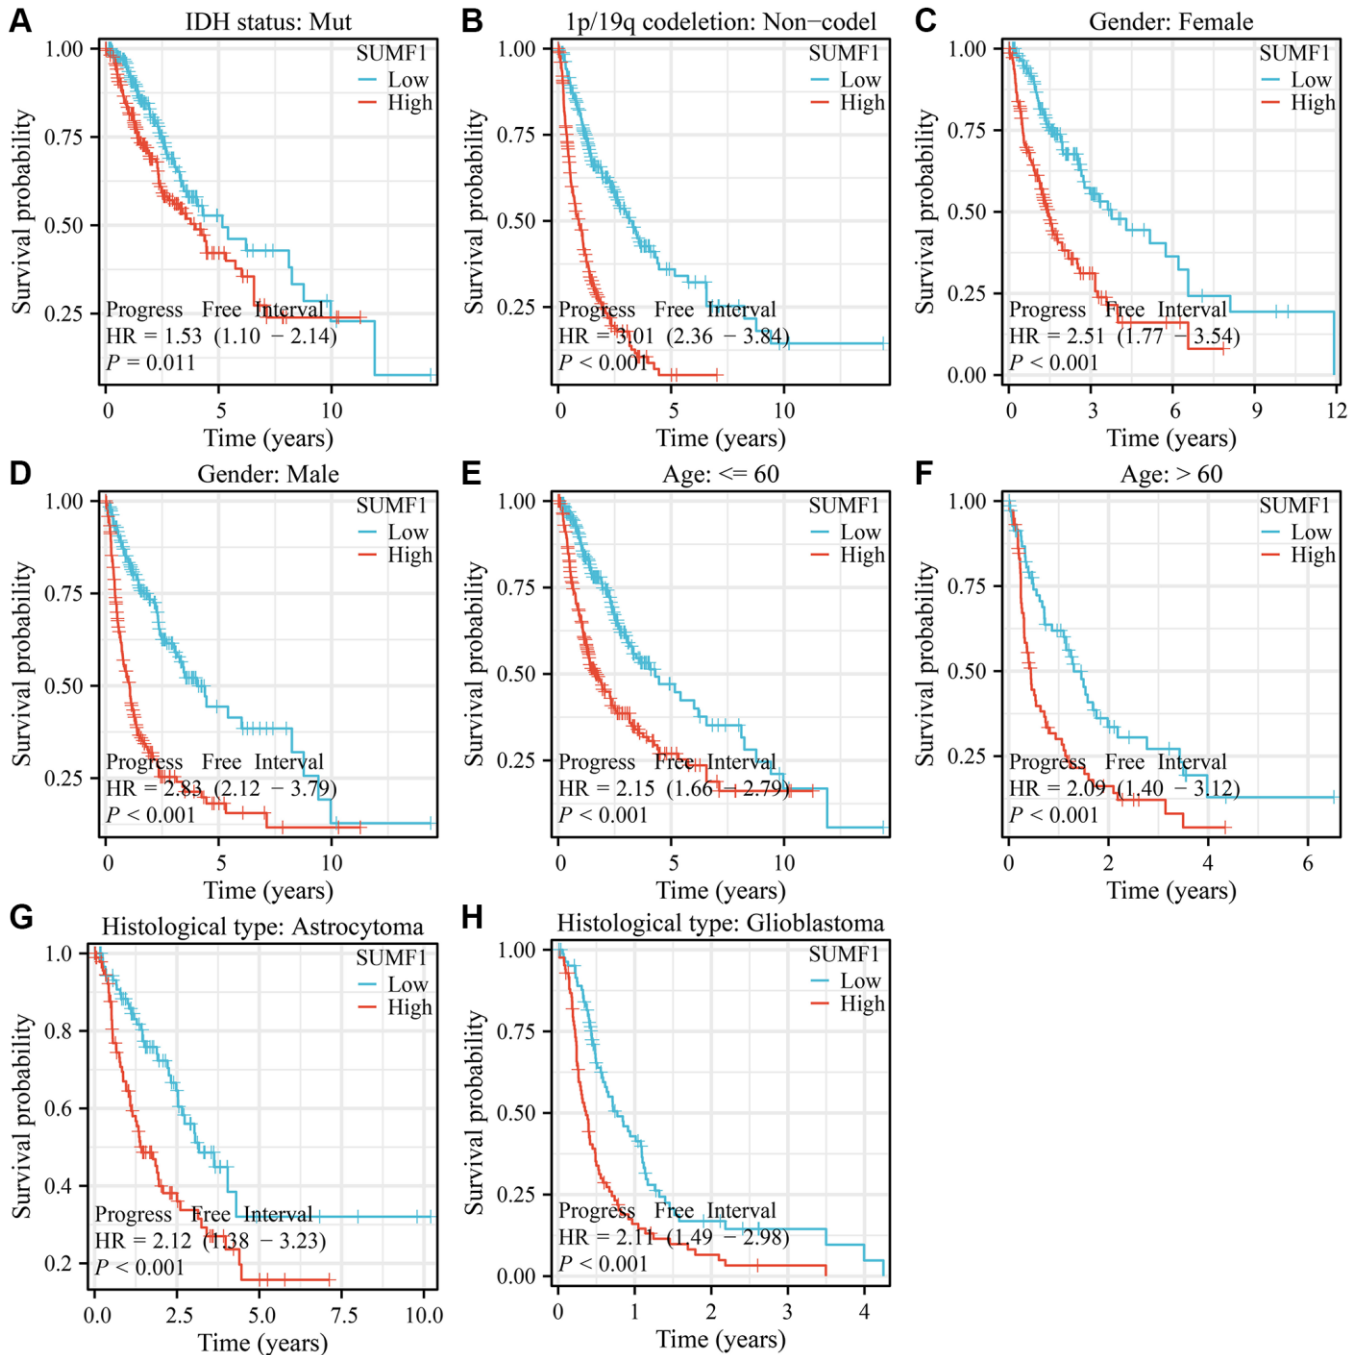 A
IDH status: Mut
SUMF1
Low
High
Survival probability
1.00
0.75
0.50
0.25
Progress Free Interval
HR = 1.53 (1.10 − 2.14)
P = 0.011
0 5 10
Time (years)
B
1p/19q codeletion: Non−codel
SUMF1
Low
High
Survival probability
1.00
0.75
0.50
0.25
Progress Free Interval
HR = 3.01 (2.36 − 3.84)
P < 0.001
0 5 10
Time (years)
C
Gender: Female
SUMF1
Low
High
Survival probability
1.00
0.75
0.50
0.25
0.00
Progress Free Interval
HR = 2.51 (1.77 − 3.54)
P < 0.001
0 3 6 9 12
Time (years)
D
Gender: Male
SUMF1
Low
High
Survival probability
1.00
0.75
0.50
0.25
Progress Free Interval
HR = 2.83 (2.12 − 3.79)
P < 0.001
0 5 10
Time (years)
E
Age: <= 60
SUMF1
Low
High
Survival probability
1.00
0.75
0.50
0.25
Progress Free Interval
HR = 2.15 (1.66 − 2.79)
P < 0.001
0 5 10
Time (years)
F
Age: > 60
SUMF1
Low
High
Survival probability
1.00
0.75
0.50
0.25
Progress Free Interval
HR = 2.09 (1.40 − 3.12)
P < 0.001
0 2 4 6
Time (years)
G
Histological type: Astrocytoma
SUMF1
Low
High
Survival probability
1.0
0.8
0.6
0.4
0.2
Progress Free Interval
HR = 2.12 (1.38 − 3.23)
P < 0.001
0.0 2.5 5.0 7.5 10.0
Time (years)
H
Histological type: Glioblastoma
SUMF1
Low
High
Survival probability
1.00
0.75
0.50
0.25
0.00
Progress Free Interval
HR = 2.11 (1.49 − 2.98)
P < 0.001
0 1 2 3 4
Time (years)